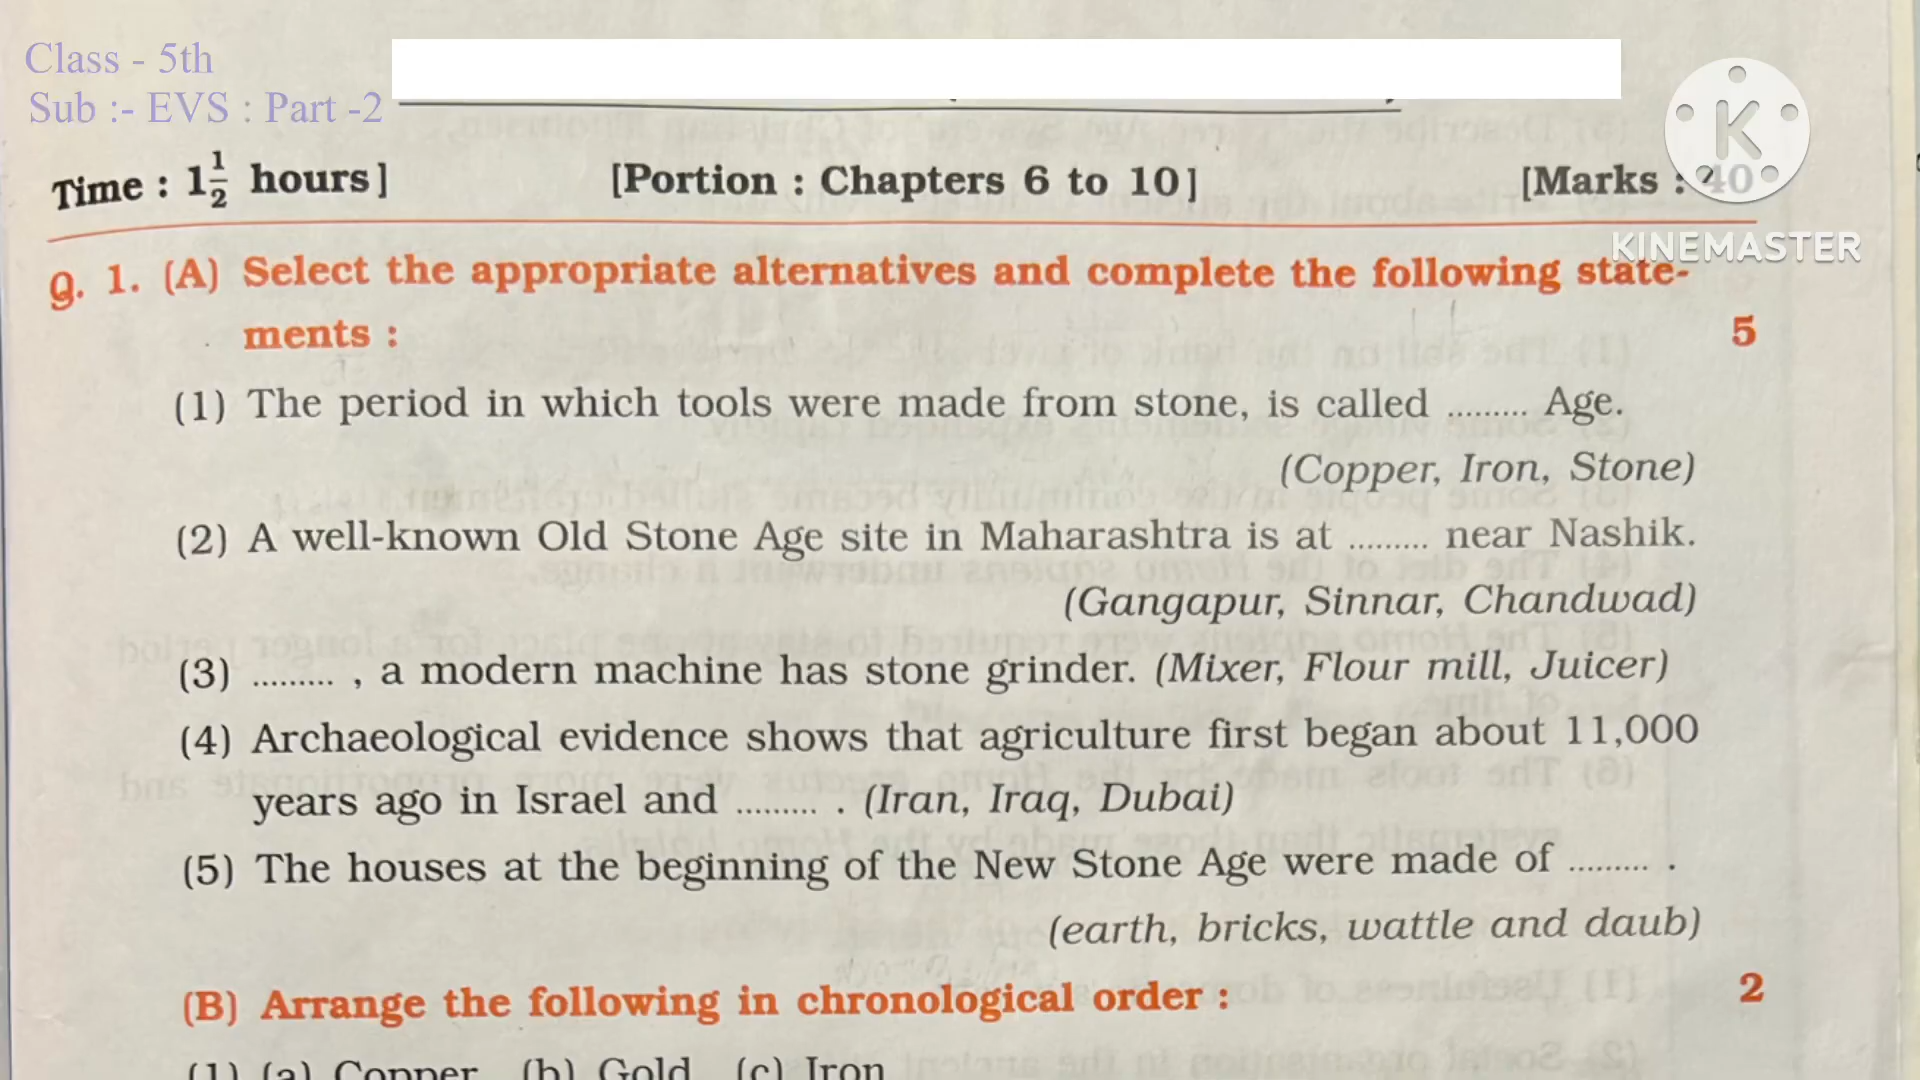 Class - 5th
Sub :- EVS : Part -2
Time : 1 1/2 hours]    [Portion : Chapters 6 to 10]    [Marks : 40
KINEMASTER
Q. 1. (A) Select the appropriate alternatives and complete the following state-
ments :    5
(1) The period in which tools were made from stone, is called ......... Age.
(Copper, Iron, Stone)
(2) A well-known Old Stone Age site in Maharashtra is at ......... near Nashik.
(Gangapur, Sinnar, Chandwad)
(3) ......... , a modern machine has stone grinder. (Mixer, Flour mill, Juicer)
(4) Archaeological evidence shows that agriculture first began about 11,000
years ago in Israel and ......... . (Iran, Iraq, Dubai)
(5) The houses at the beginning of the New Stone Age were made of ......... .
(earth, bricks, wattle and daub)
(B) Arrange the following in chronological order :    2
(1) (a) Copper (b) Gold (c) Iron